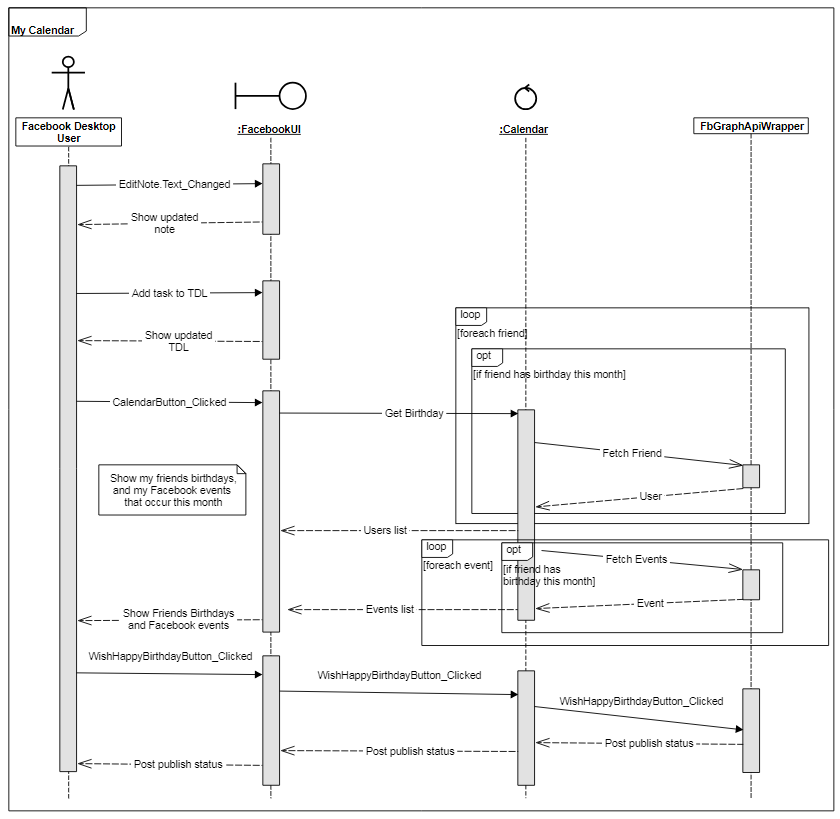 My Calendar
Facebook Desktop
User
:FacebookUI
:Calendar
FbGraphApiWrapper
EditNote.Text_Changed
Show updated
note
Add task to TDL
Show updated
TDL
loop
[foreach friend]
opt
[if friend has birthday this month]
CalendarButton_Clicked
Get Birthday
Fetch Friend
Show my friends birthdays,
and my Facebook events
that occur this month
User
Users list
loop
[foreach event]
opt
[if friend has
birthday this month]
Fetch Events
Event
Events list
Show Friends Birthdays
and Facebook events
WishHappyBirthdayButton_Clicked
WishHappyBirthdayButton_Clicked
WishHappyBirthdayButton_Clicked
Post publish status
Post publish status
Post publish status